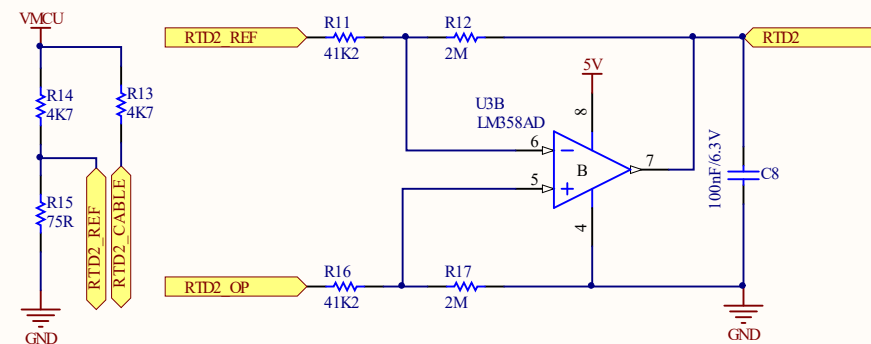 VMCU
R14
4K7
R13
4K7
R15
75R
RTD2_REF
RTD2_CABLE
GND
RTD2_REF
R11
41K2
R12
2M
RTD2
5V
U3B
LM358AD
8
6
5
B
7
4
100nF/6.3V
C8
RTD2_OP
R16
41K2
R17
2M
GND